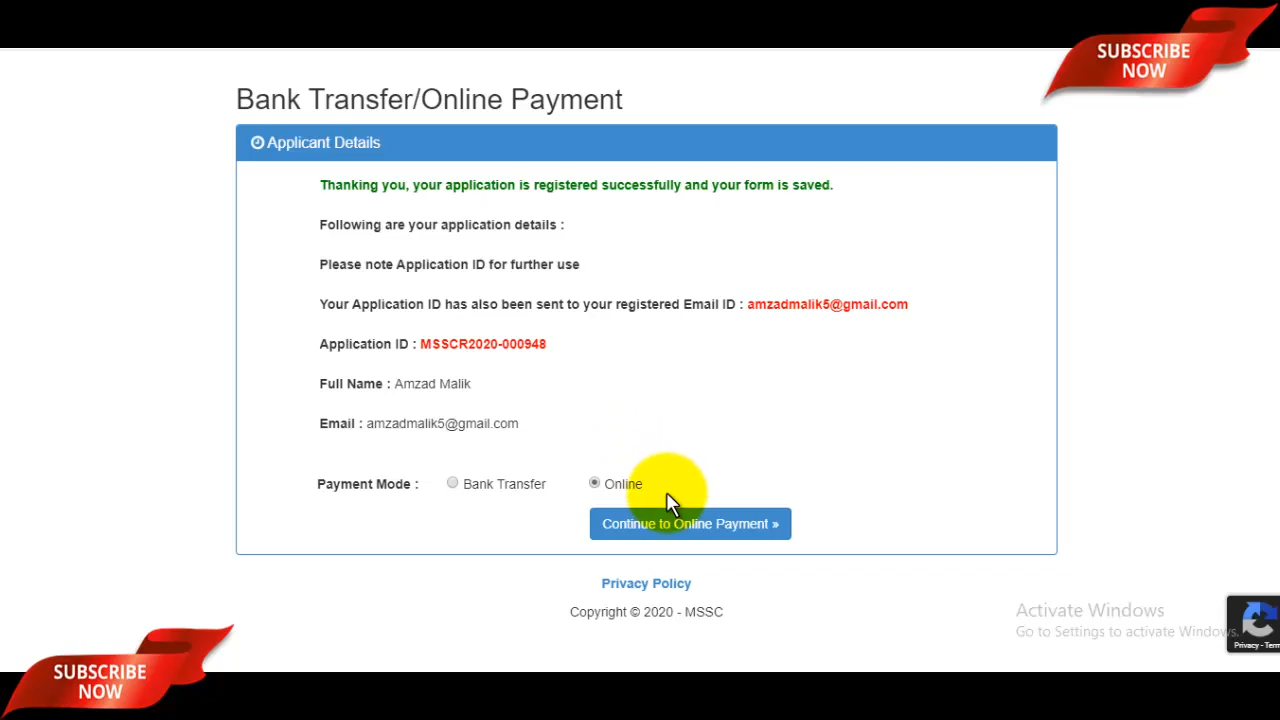 SUBSCRIBE
NOW
Bank Transfer/Online Payment
Applicant Details
Thanking you, your application is registered successfully and your form is saved.
Following are your application details :
Please note Application ID for further use
Your Application ID has also been sent to your registered Email ID : amzadmalik5@gmail.com
Application ID : MSSCR2020-000948
Full Name : Amzad Malik
Email : amzadmalik5@gmail.com
Payment Mode : Bank Transfer Online
Continue to Online Payment »
Privacy Policy
Copyright © 2020 - MSSC
Activate Windows
Go to Settings to activate Windows.
Privacy - Term
SUBSCRIBE
NOW